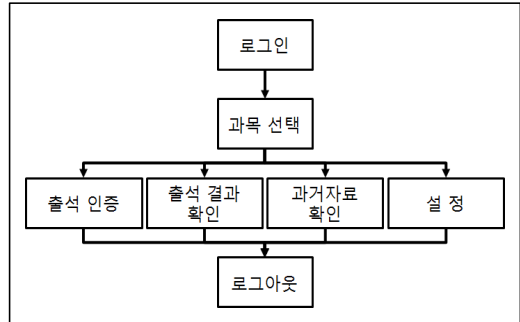 로그인
과목 선택
출석 인증
출석 결과
확인
과거자료
확인
설 정
로그아웃